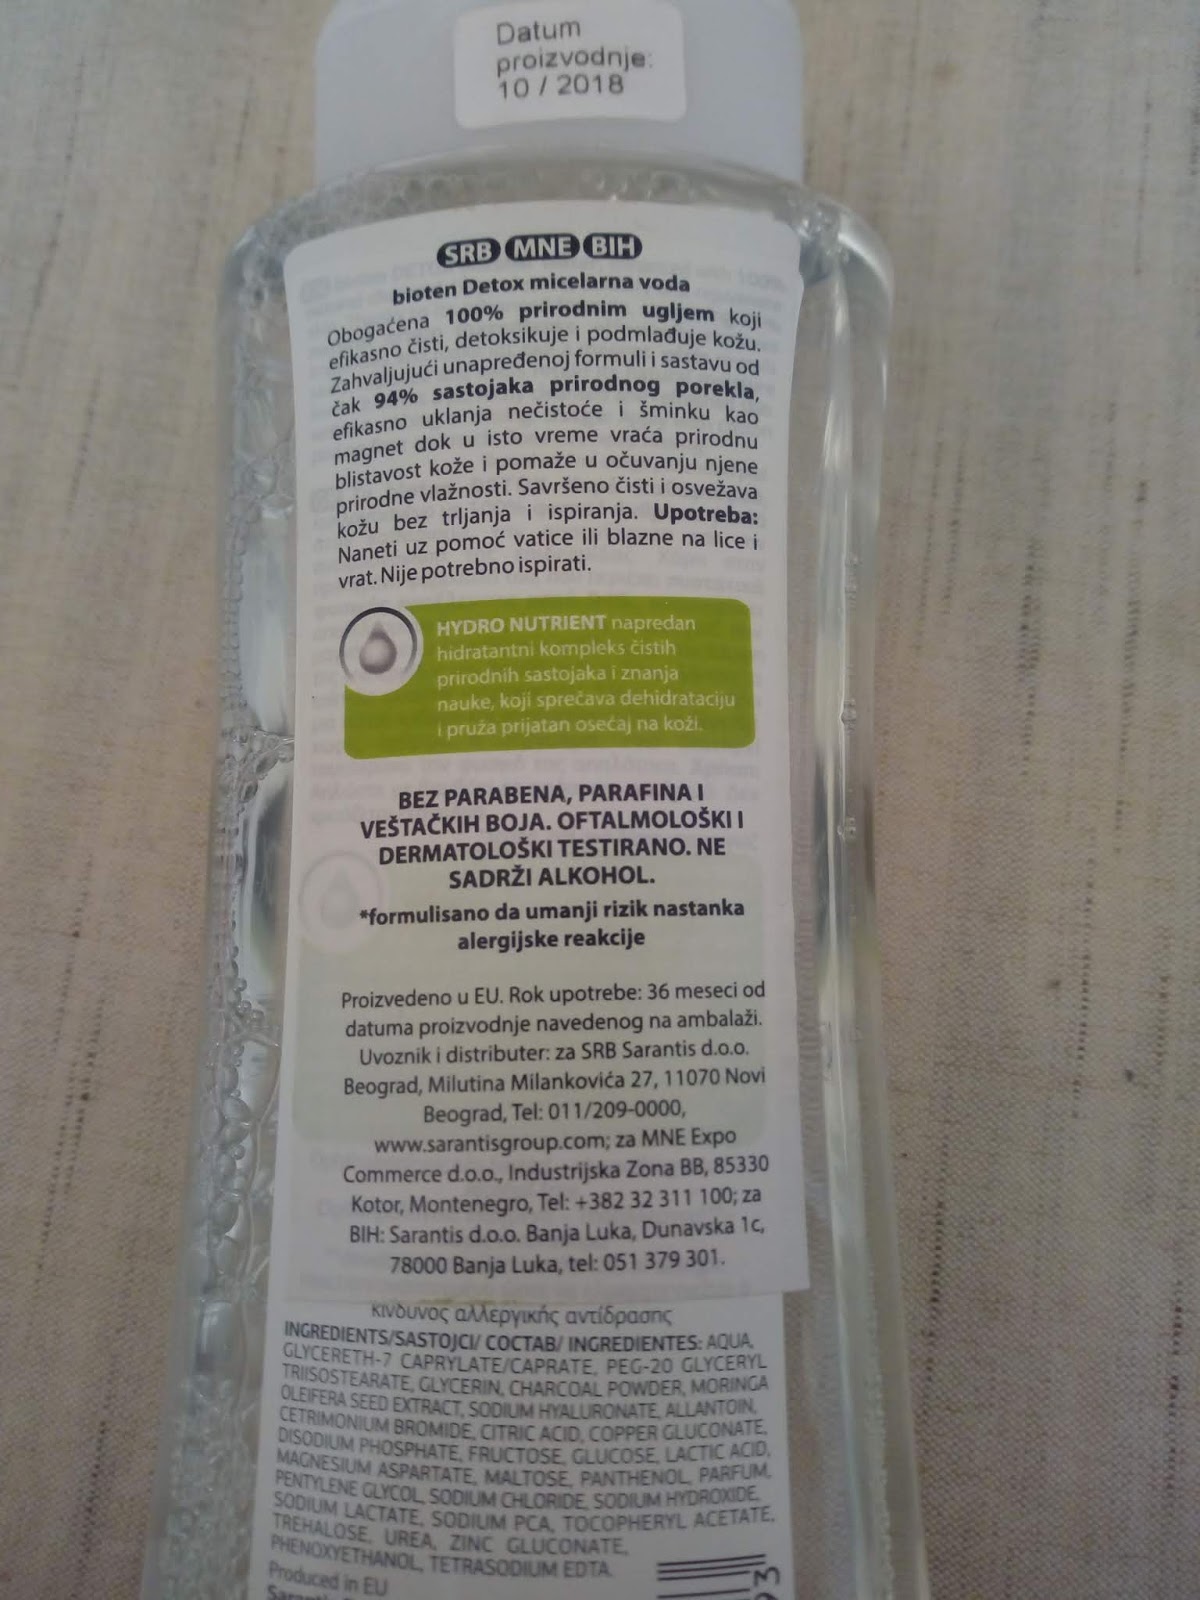 Datum
proizvodnje:
10 / 2018
SRB MNE BIH
bioten Detox micelarna voda
Obogaćena 100% prirodnim ugljem koji
efikasno čisti, detoksikuje i podmlađuje kožu.
Zahvaljujući unapređenoj formuli i sastavu od
čak 94% sastojaka prirodnog porekla,
efikasno uklanja nečistoće i šminku kao
magnet dok u isto vreme vraća prirodnu
blistavost kože i pomaže u očuvanju njene
prirodne vlažnosti. Savršeno čisti i osvežava
kožu bez trljanja i ispiranja. Upotreba:
Naneti uz pomoć vatice ili blazne na lice i
vrat. Nije potrebno ispirati.
HYDRO NUTRIENT napredan
hidratantni kompleks čistih
prirodnih sastojaka i znanja
nauke, koji sprečava dehidrataciju
i pruža prijatan osećaj na koži.
BEZ PARABENA, PARAFINA I
VEŠTAČKIH BOJA. OFTALMOLOŠKI I
DERMATOLOŠKI TESTIRANO. NE
SADRŽI ALKOHOL.
*formulisano da umanji rizik nastanka
alergijske reakcije
Proizvedeno u EU. Rok upotrebe: 36 meseci od
datuma proizvodnje navedenog na ambalaži.
Uvoznik i distributer: za SRB Sarantis d.o.o.
Beograd, Milutina Milankovića 27, 11070 Novi
Beograd, Tel: 011/209-0000,
www.sarantisgroup.com; za MNE Expo
Commerce d.o.o., Industrijska Zona BB, 85330
Kotor, Montenegro, Tel: +382 32 311 100; za
BIH: Sarantis d.o.o. Banja Luka, Dunavska 1c,
78000 Banja Luka, tel: 051 379 301.
κίνδυνος αλλεργικής αντίδρασης
INGREDIENTS/SASTOJCI/ СОСТАВ/ INGREDIENTES: AQUA,
GLYCERETH-7 CAPRYLATE/CAPRATE, PEG-20 GLYCERYL
TRIISOSTEARATE, GLYCERIN, CHARCOAL POWDER, MORINGA
OLEIFERA SEED EXTRACT, SODIUM HYALURONATE, ALLANTOIN,
CETRIMONIUM BROMIDE, CITRIC ACID, COPPER GLUCONATE,
DISODIUM PHOSPHATE, FRUCTOSE, GLUCOSE, LACTIC ACID,
MAGNESIUM ASPARTATE, MALTOSE, PANTHENOL, PARFUM,
PENTYLENE GLYCOL, SODIUM CHLORIDE, SODIUM HYDROXIDE,
SODIUM LACTATE, SODIUM PCA, TOCOPHERYL ACETATE,
TREHALOSE, UREA, ZINC GLUCONATE,
PHENOXYETHANOL, TETRASODIUM EDTA.
Produced in EU